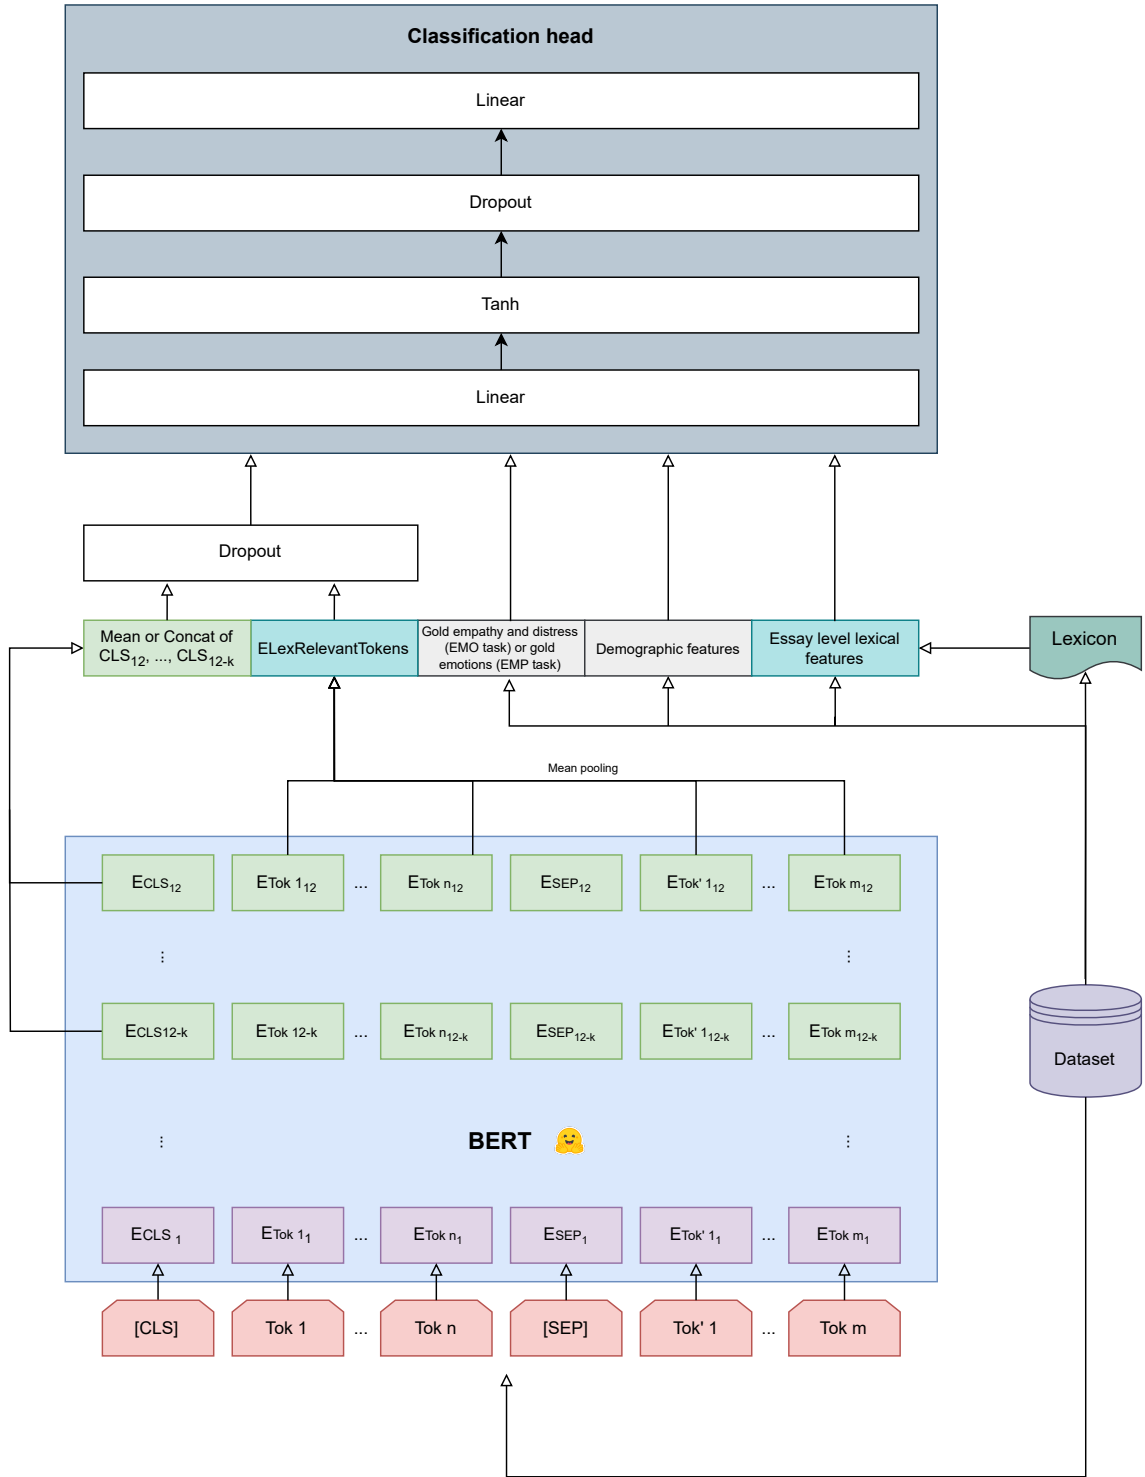 Classification head
Linear
Dropout
Tanh
Linear
Dropout
Mean or Concat of
CLS12, ..., CLS12-k
ELexRelevantTokens
Gold empathy and distress
(EMO task) or gold
emotions (EMP task)
Demographic features
Essay level lexical
features
Lexicon
Mean pooling
ECLS12
ETok 112
...
ETok n12
ESEP12
ETok' 112
...
ETok m12
...
...
ECLS12-k
ETok 12-k
...
ETok n12-k
ESEP12-k
ETok' 112-k
...
ETok m12-k
Dataset
...
BERT
...
ECLS 1
ETok 11
...
ETok n1
ESEP1
ETok' 11
...
ETok m1
[CLS]
Tok 1
...
Tok n
[SEP]
Tok' 1
...
Tok m